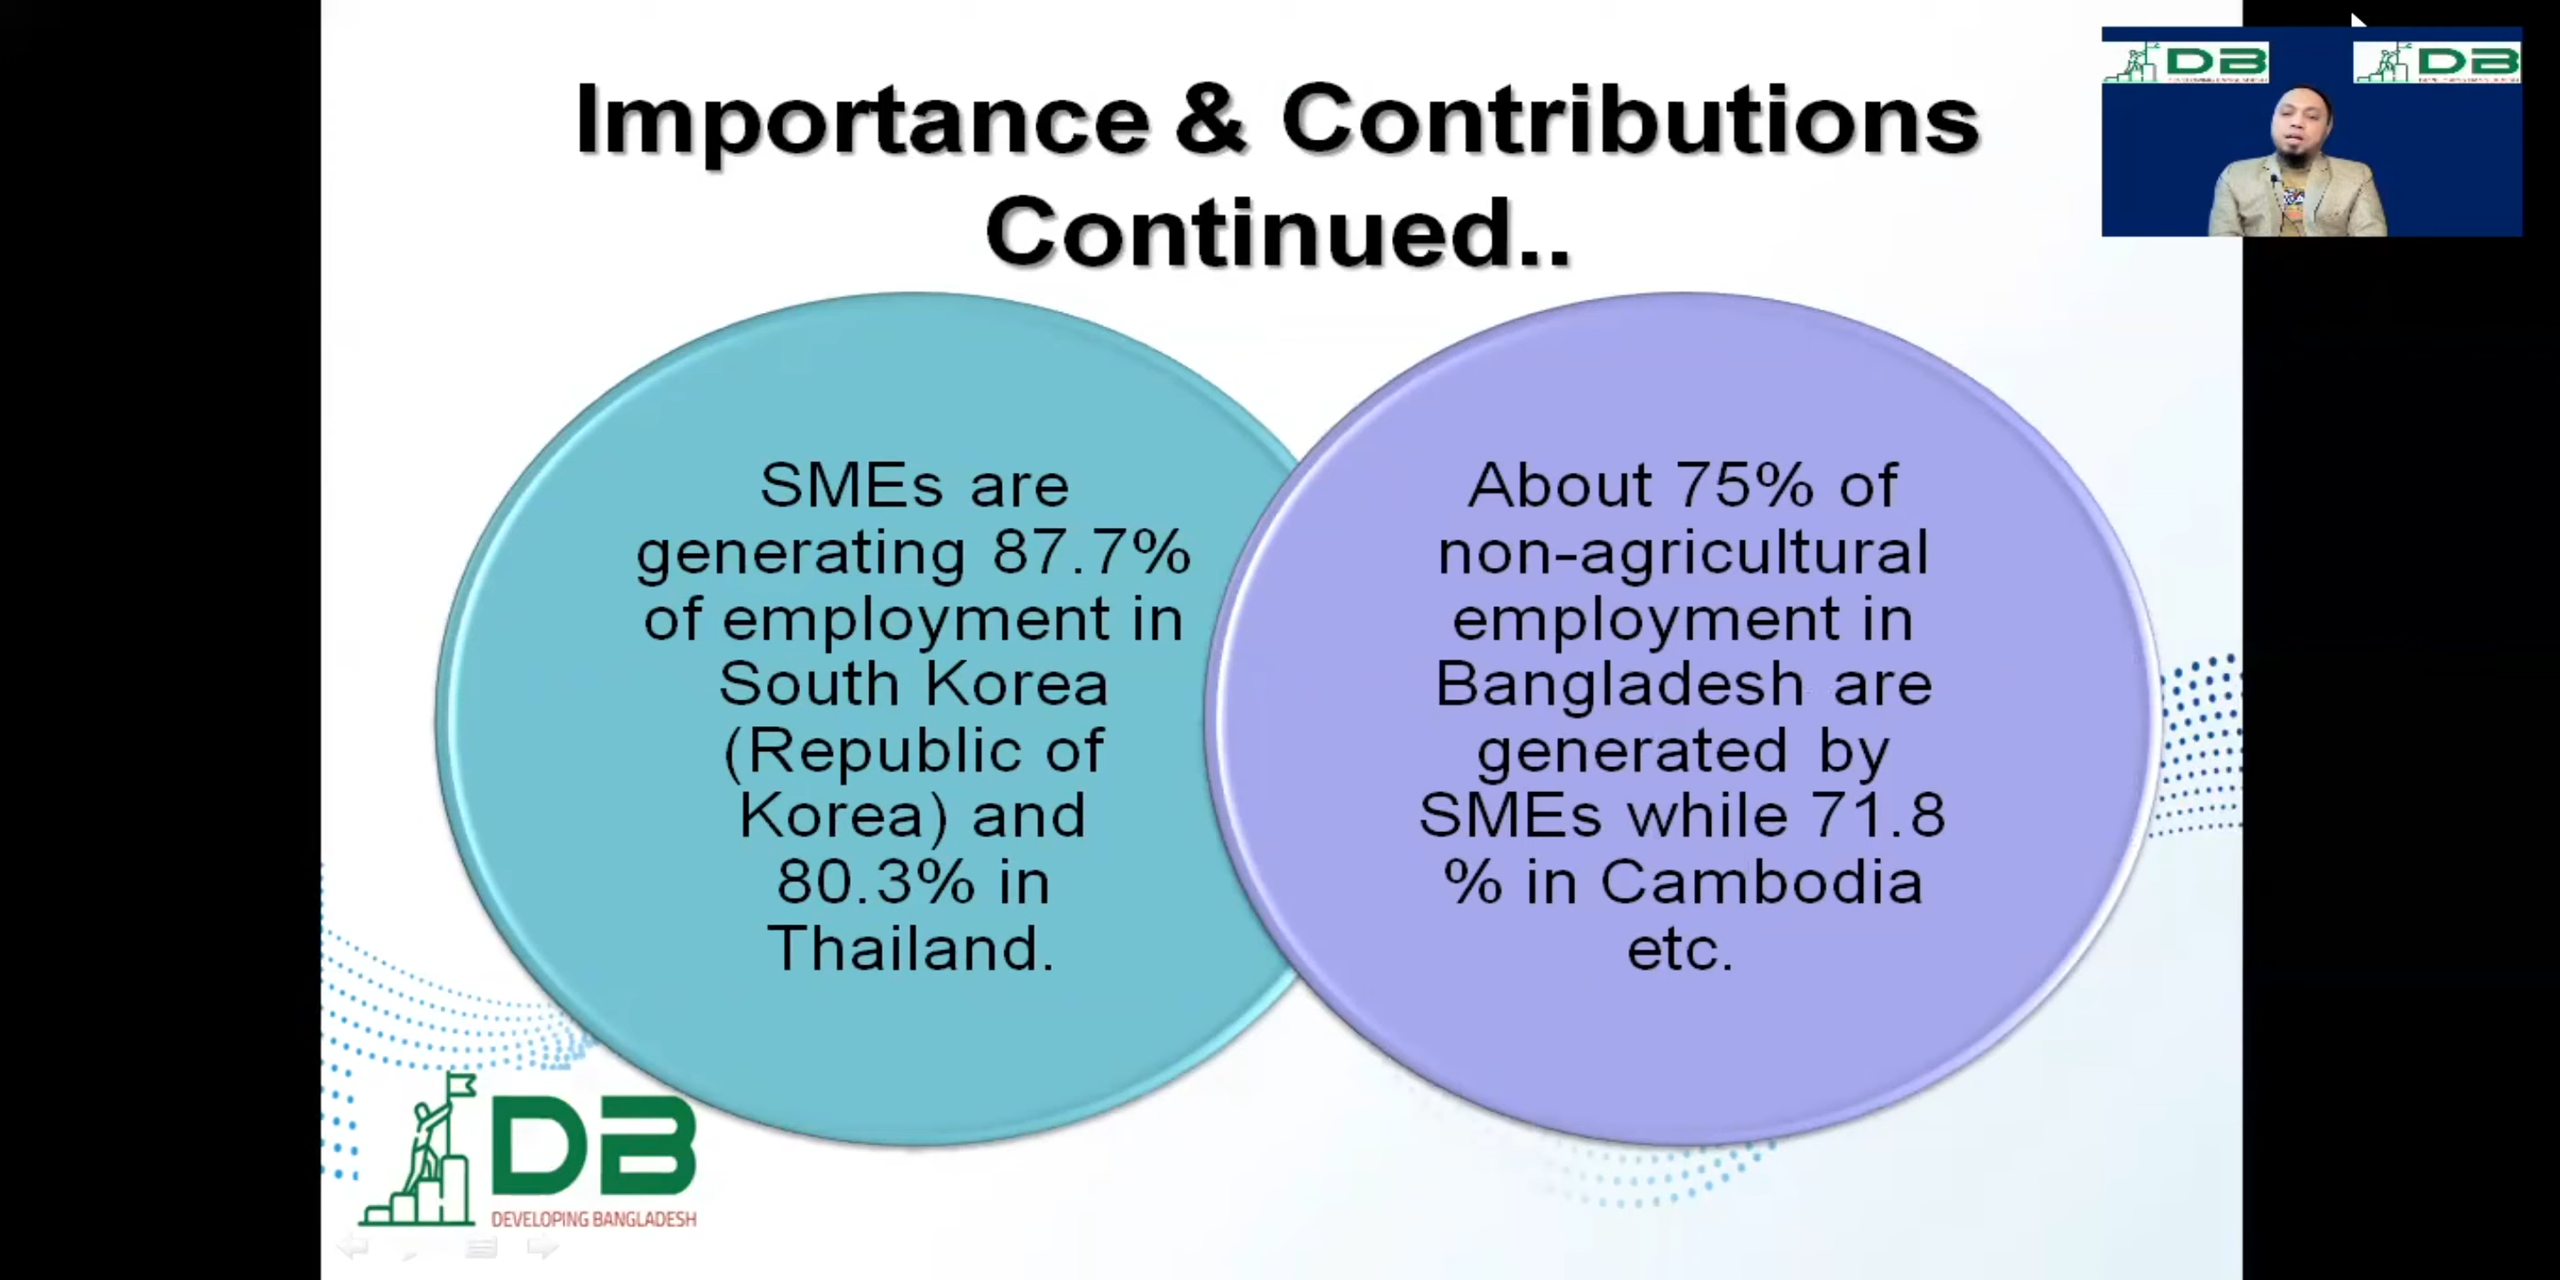 Importance & Contributions
Continued..
DB
DB
SMEs are
generating 87.7%
of employment in
South Korea
(Republic of
Korea) and
80.3% in
Thailand.
About 75% of
non-agricultural
employment in
Bangladesh are
generated by
SMEs while 71.8
% in Cambodia
etc.
DB
DEVELOPING BANGLADESH